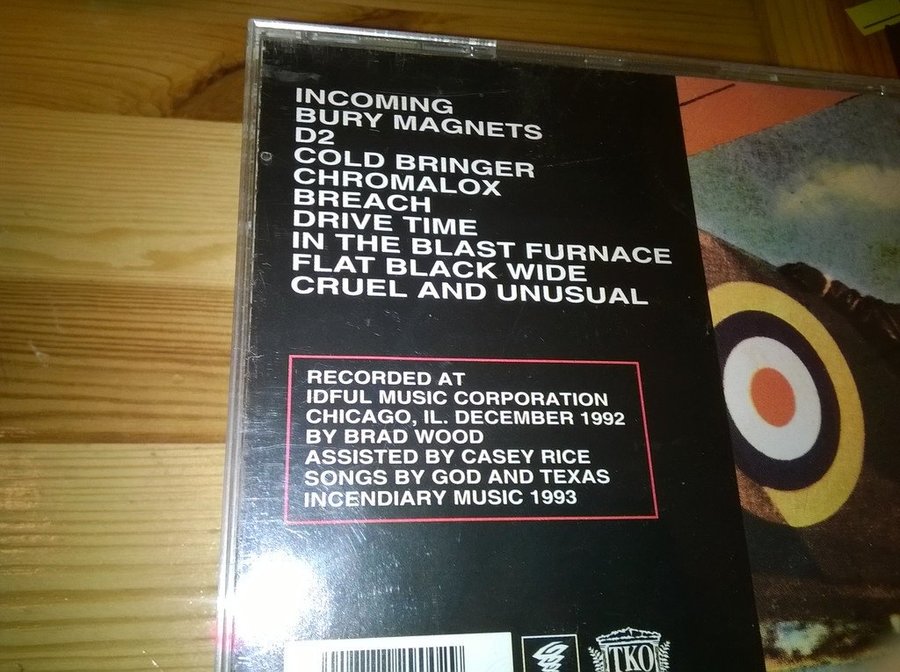 INCOMING
BURY MAGNETS
D2
COLD BRINGER
CHROMALOX
BREACH
DRIVE TIME
IN THE BLAST FURNACE
FLAT BLACK WIDE
CRUEL AND UNUSUAL
RECORDED AT
IDFUL MUSIC CORPORATION
CHICAGO, IL. DECEMBER 1992
BY BRAD WOOD
ASSISTED BY CASEY RICE
SONGS BY GOD AND TEXAS
INCENDIARY MUSIC 1993
TKO